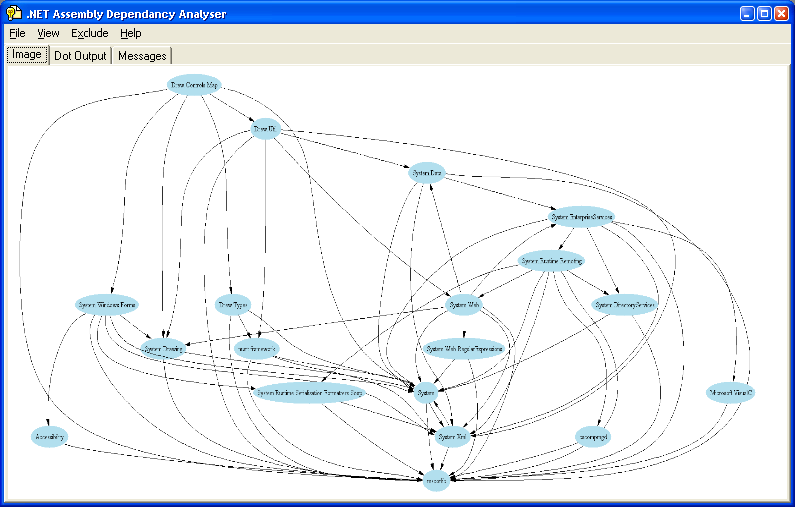 .NET Assembly Dependancy Analyser
File View Exclude Help
Image Dot Output Messages
Draw Controls Map
Draw Util
System Data
System EnterpriseServices
System Runtime Remoting
System Windows Forms
Draw Types
System Web
System DirectoryServices
System Drawing
nunit framework
System Web RegularExpressions
System Runtime Serialization Formatters Soap
System
Microsoft VisualC
Accessibility
System Xml
cscompmgd
mscorlib